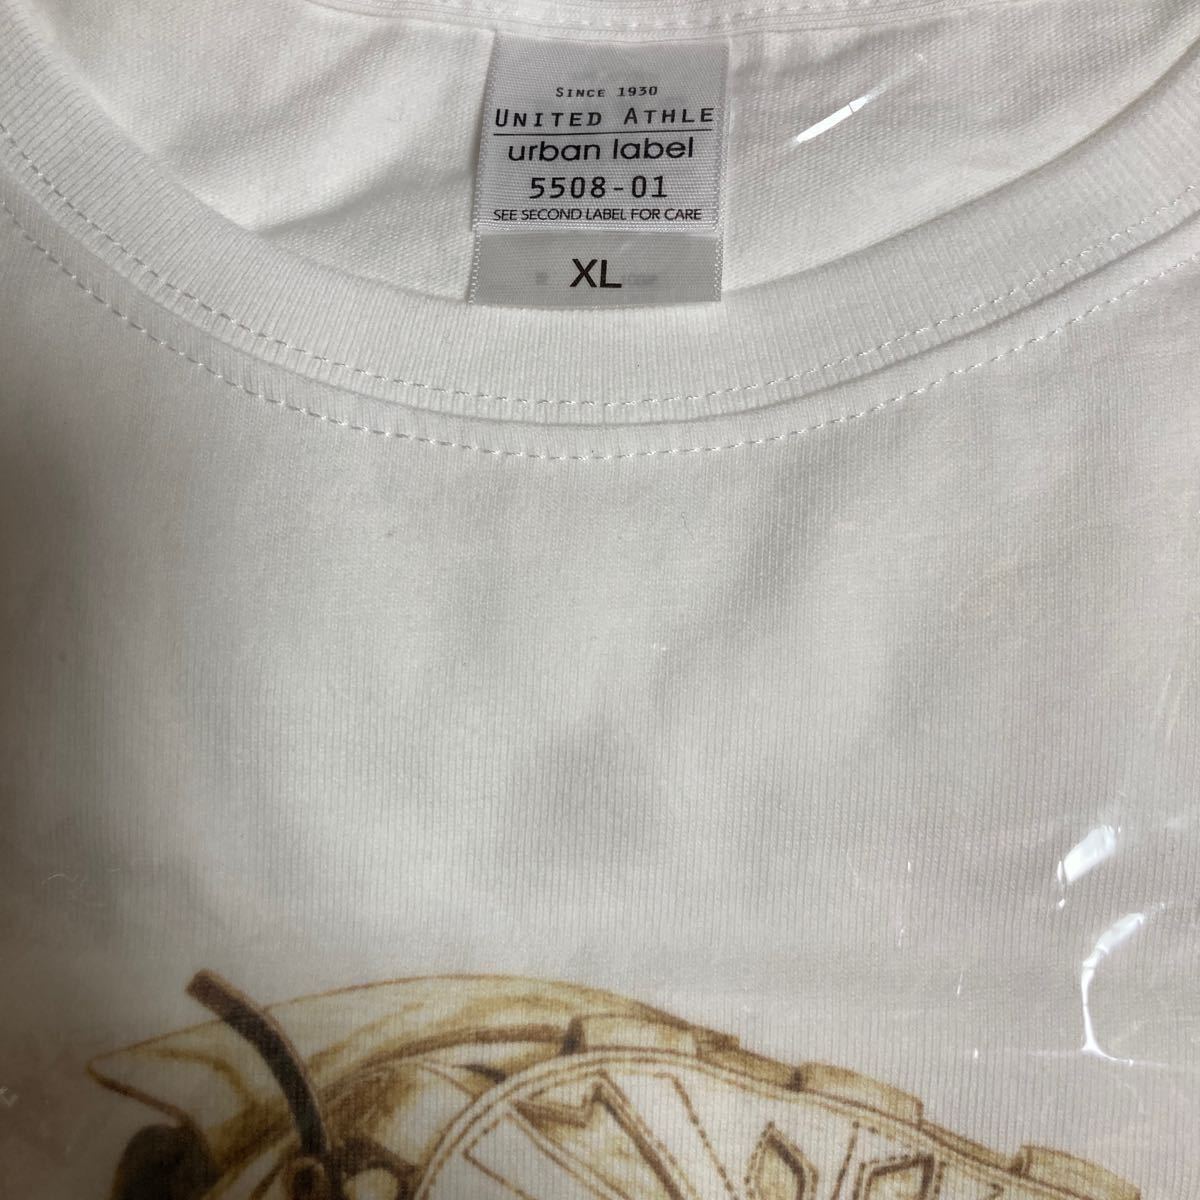 SINCE 1930
UNITED ATHLE
urban label
5508-01
SEE SECOND LABEL FOR CARE
XL